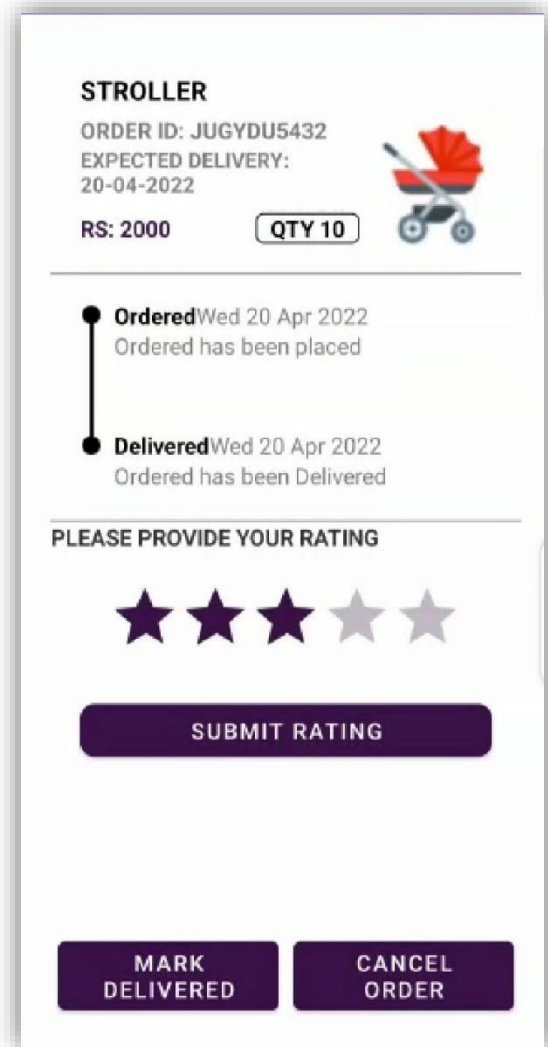 STROLLER
ORDER ID: JUGYDU5432
EXPECTED DELIVERY:
20-04-2022
RS: 2000
QTY 10
OrderedWed 20 Apr 2022
Ordered has been placed
DeliveredWed 20 Apr 2022
Ordered has been Delivered
PLEASE PROVIDE YOUR RATING
SUBMIT RATING
MARK
DELIVERED
CANCEL
ORDER